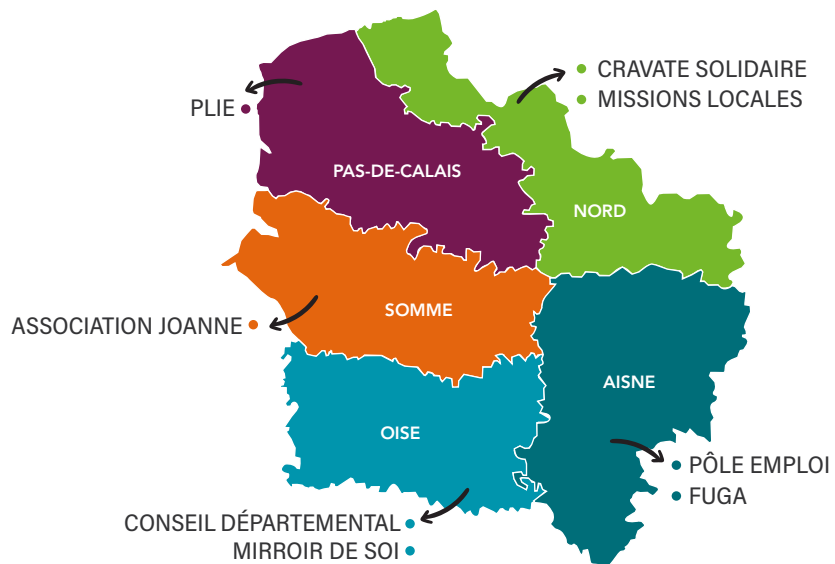 CRAVATE SOLIDAIRE
MISSIONS LOCALES
PLIE
PAS-DE-CALAIS
NORD
SOMME
ASSOCIATION JOANNE
AISNE
OISE
PÔLE EMPLOI
FUGA
CONSEIL DÉPARTEMENTAL
MIRROIR DE SOI